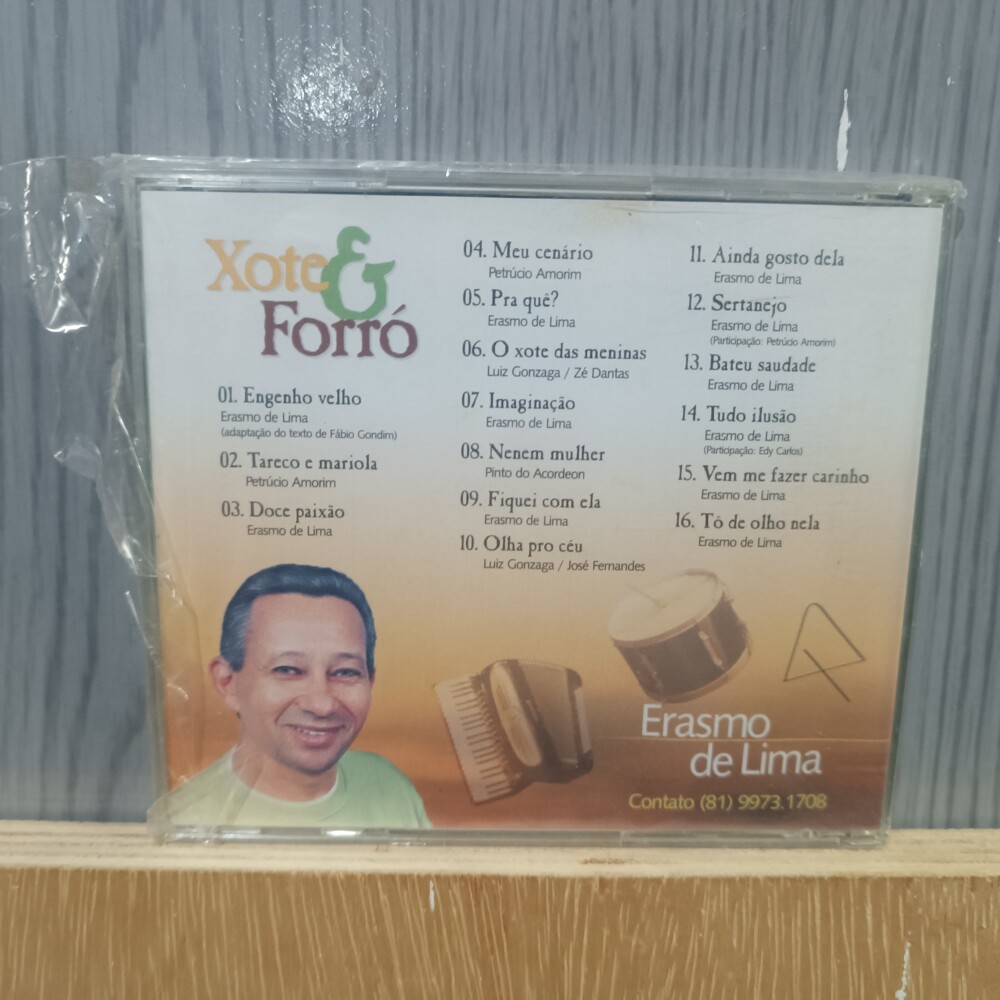 Xote &
Forró
01. Engenho velho
Erasmo de Lima
(adaptação do texto de Fábio Gondim)
02. Tareco e mariola
Petrúcio Amorim
03. Doce paixão
Erasmo de Lima
04. Meu cenário
Petrúcio Amorim
05. Pra quê?
Erasmo de Lima
06. O xote das meninas
Luiz Gonzaga / Zé Dantas
07. Imaginação
Erasmo de Lima
08. Nenem mulher
Pinto do Acordeon
09. Fiquei com ela
Erasmo de Lima
10. Olha pro céu
Luiz Gonzaga / José Fernandes
11. Ainda gosto dela
Erasmo de Lima
12. Sertanejo
Erasmo de Lima
(Participação: Petrúcio Amorim)
13. Bateu saudade
Erasmo de Lima
14. Tudo ilusão
Erasmo de Lima
(Participação: Edy Carlos)
15. Vem me fazer carinho
Erasmo de Lima
16. Tô de olho nela
Erasmo de Lima
Erasmo
de Lima
Contato (81) 9973.1708